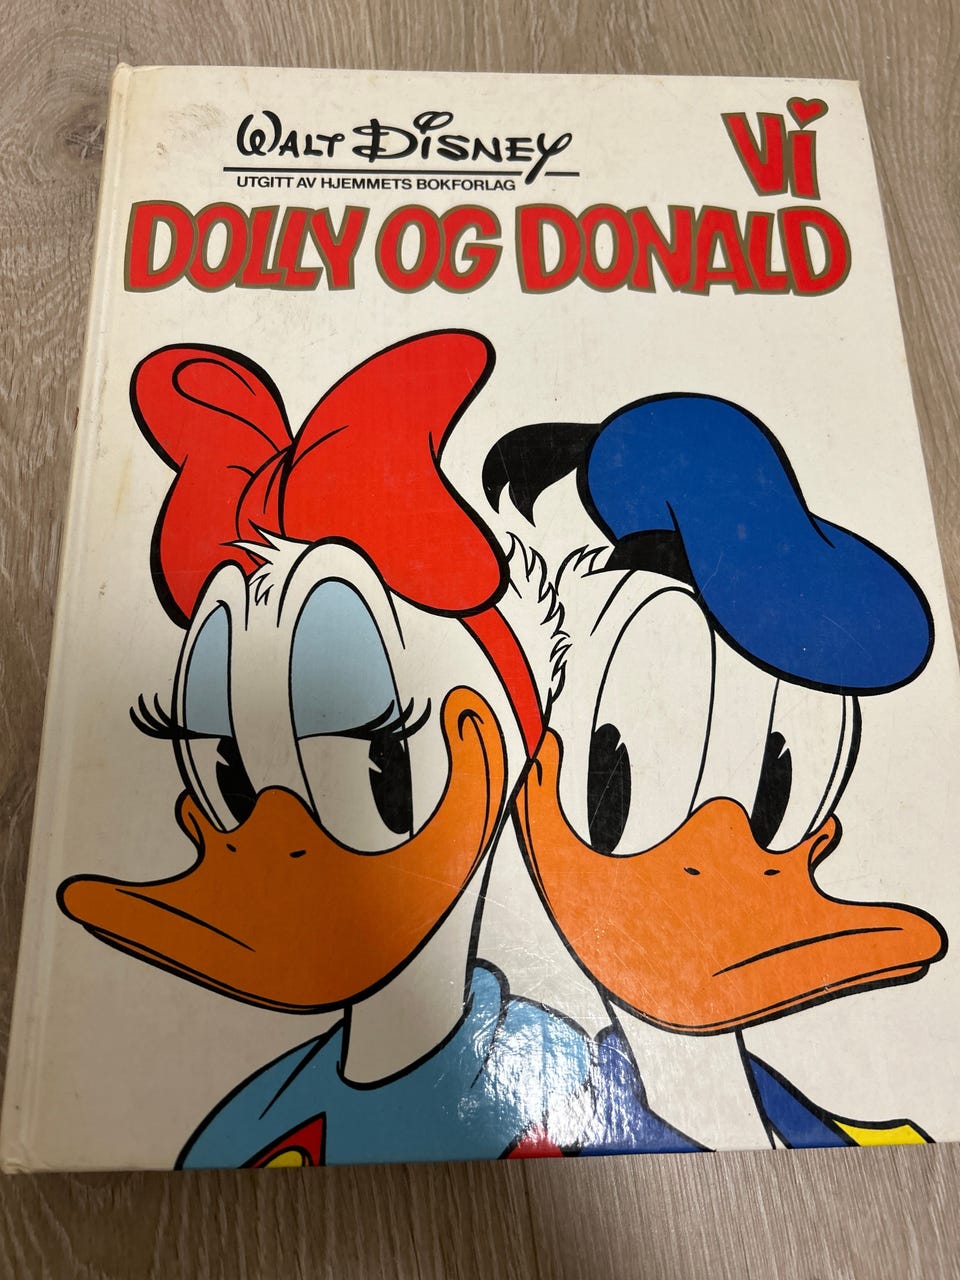 WALT DISNEY
UTGITT AV HJEMMETS BOKFORLAG
Vi
DOLLY OG DONALD